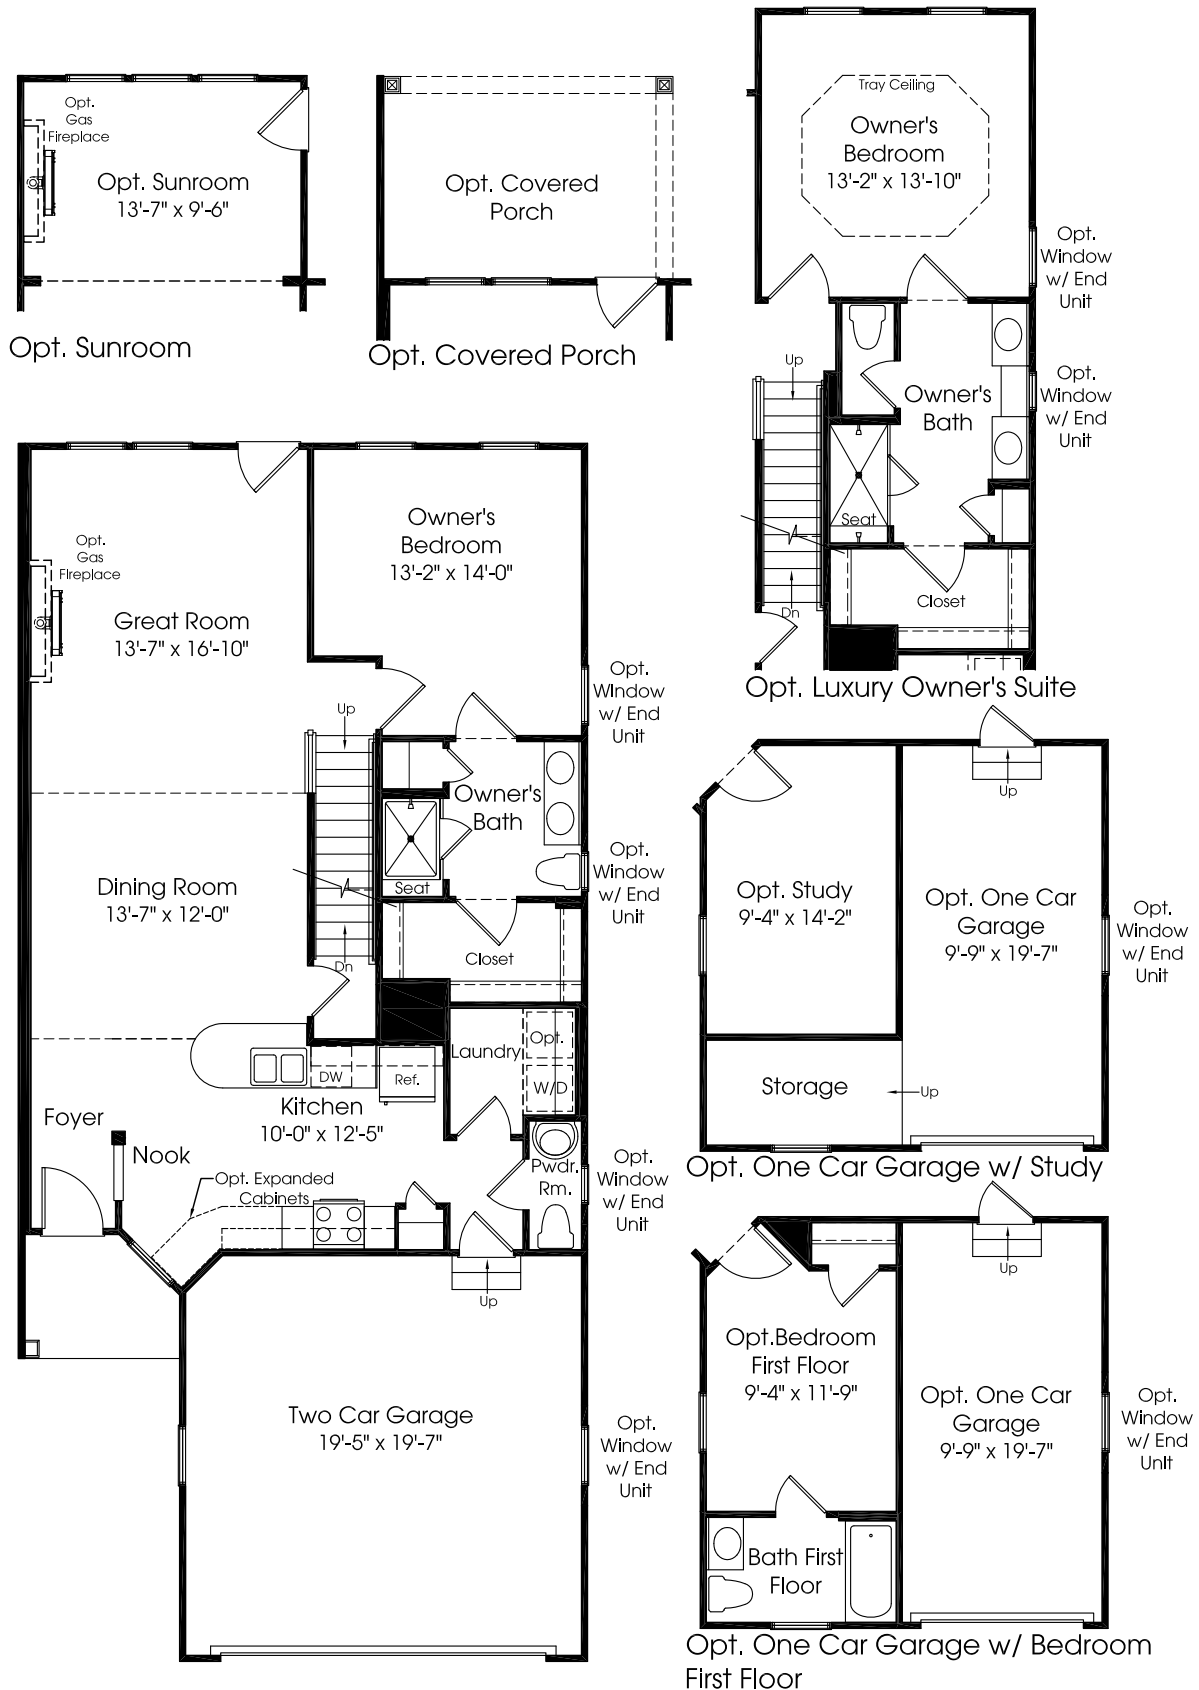 Opt.
Gas
Fireplace
Opt. Sunroom
13'-7" x 9'-6"
Opt. Sunroom
Opt. Covered
Porch
Opt. Covered Porch
Tray Ceiling
Owner's
Bedroom
13'-2" x 13'-10"
Opt.
Window
w/ End
Unit
Up
Owner's
Bath
Opt.
Window
w/ End
Unit
Seat
Closet
Dn
Opt. Luxury Owner's Suite
Opt.
Gas
Fireplace
Great Room
13'-7" x 16'-10"
Owner's
Bedroom
13'-2" x 14'-0"
Opt.
Window
w/ End
Unit
Up
Owner's
Bath
Seat
Opt.
Window
w/ End
Unit
Dining Room
13'-7" x 12'-0"
Dn
Closet
Laundry
Opt.
W/D
DW
Ref.
Kitchen
10'-0" x 12'-5"
Foyer
Nook
Opt. Expanded
Cabinets
Pwdr.
Rm.
Opt.
Window
w/ End
Unit
Up
Two Car Garage
19'-5" x 19'-7"
Opt.
Window
w/ End
Unit
Up
Opt. Study
9'-4" x 14'-2"
Opt. One Car
Garage
9'-9" x 19'-7"
Opt.
Window
w/ End
Unit
Storage
Up
Opt. One Car Garage w/ Study
Up
Opt.Bedroom
First Floor
9'-4" x 11'-9"
Opt. One Car
Garage
9'-9" x 19'-7"
Opt.
Window
w/ End
Unit
Bath First
Floor
Opt. One Car Garage w/ Bedroom
First Floor